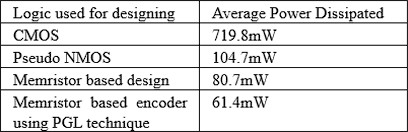 Logic used for designing Average Power Dissipated
CMOS 719.8mW
Pseudo NMOS 104.7mW
Memristor based design 80.7mW
Memristor based encoder 61.4mW
using PGL technique